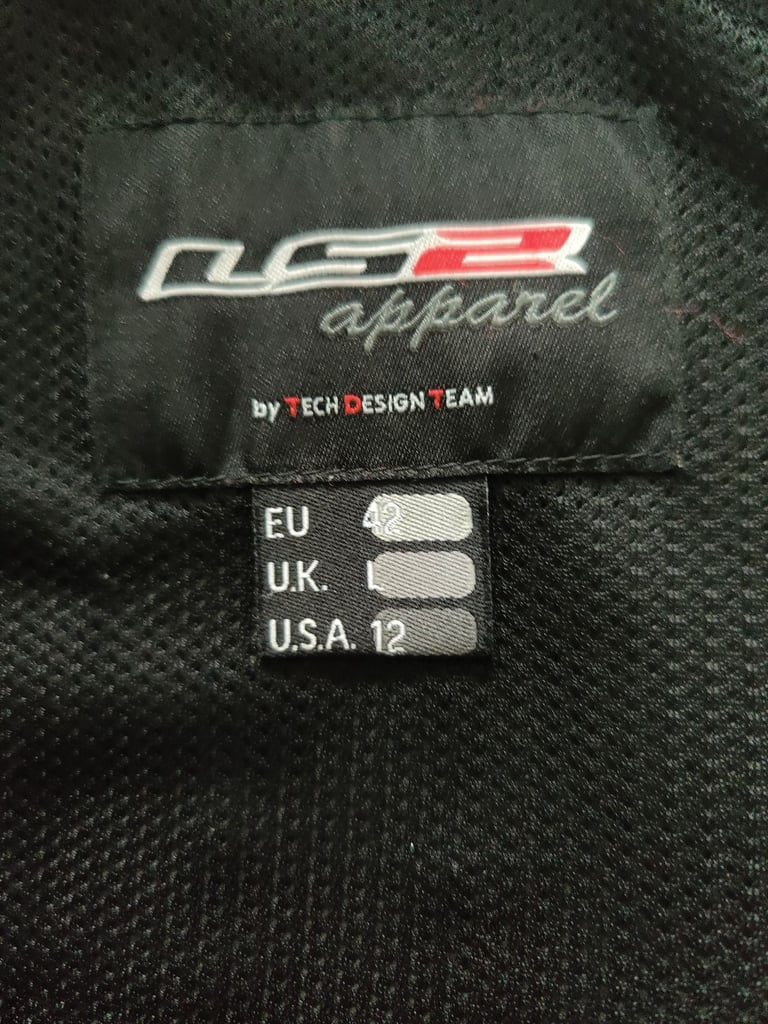 LS2
apparel
by TECH DESIGN TEAM
EU 42
U.K. L
U.S.A. 12